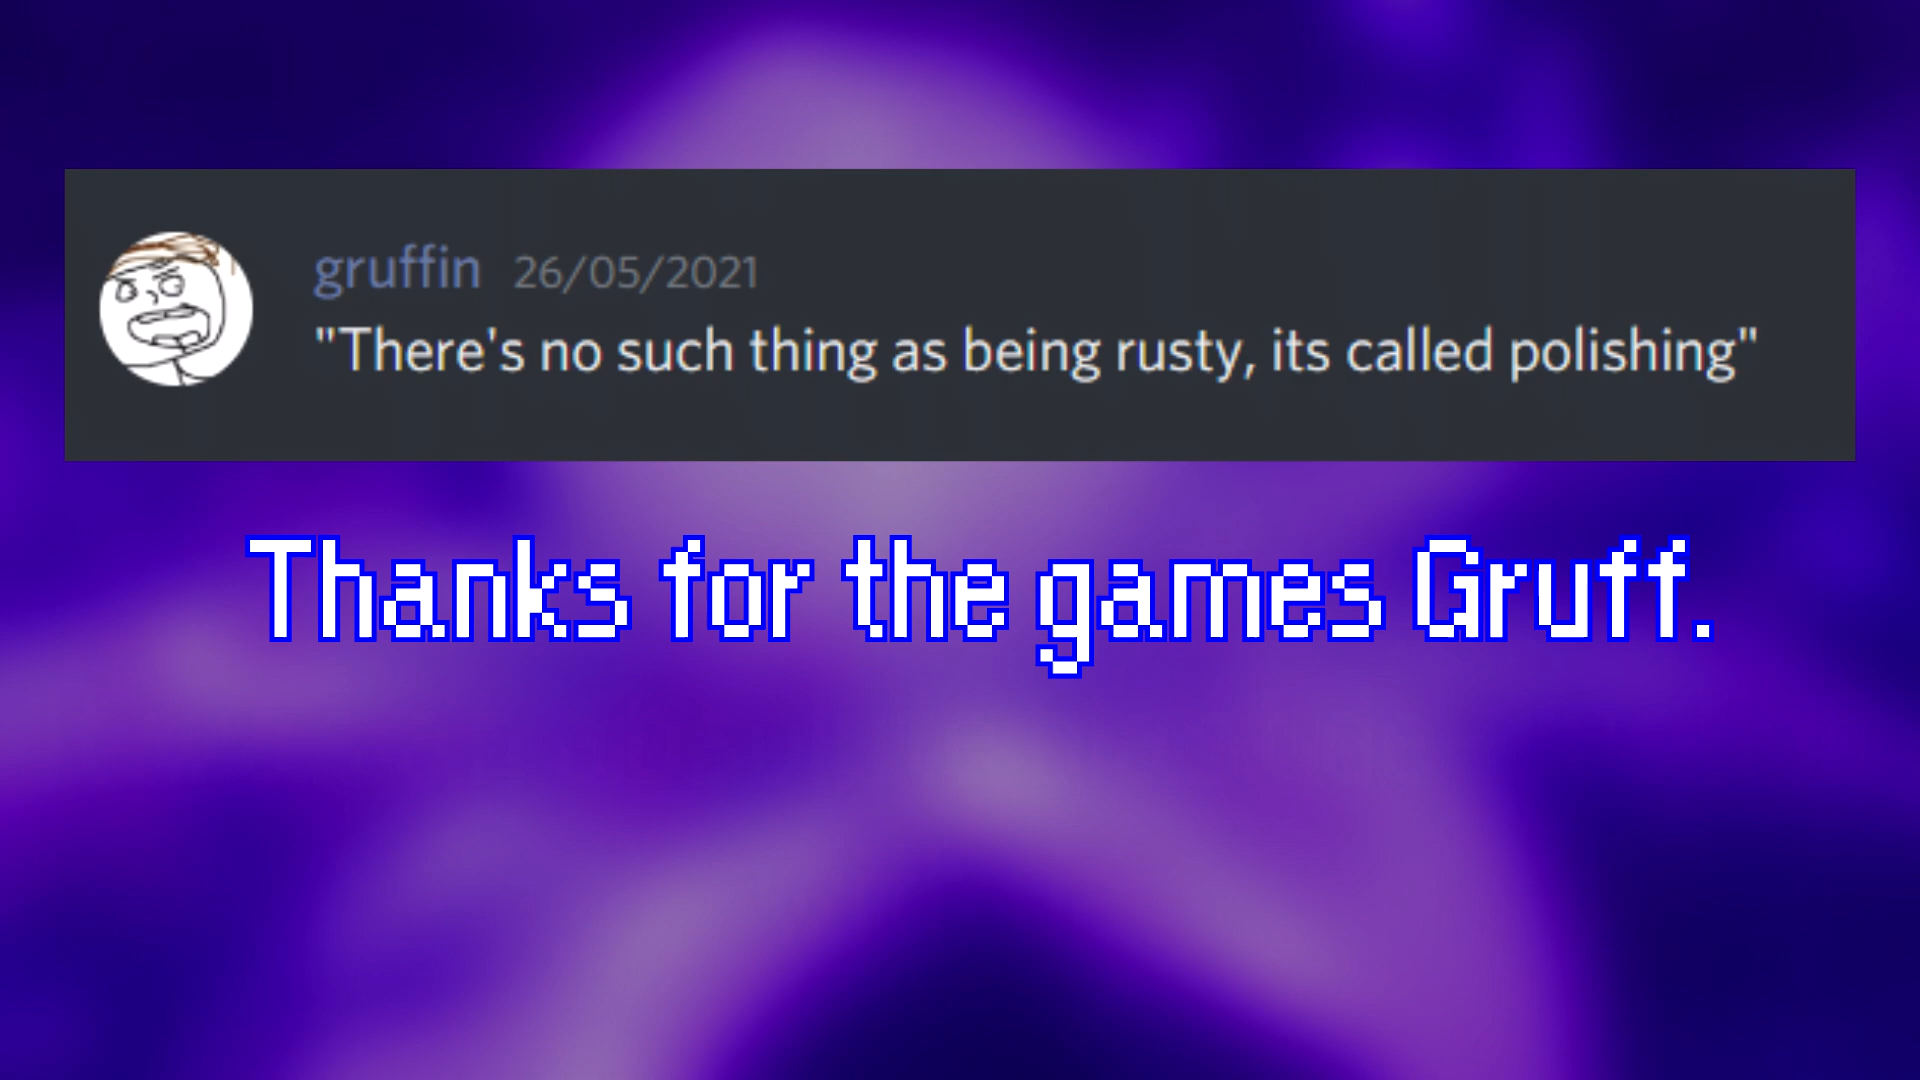 gruffin 26/05/2021
"There's no such thing as being rusty, its called polishing"
Thanks for the games Gruff.